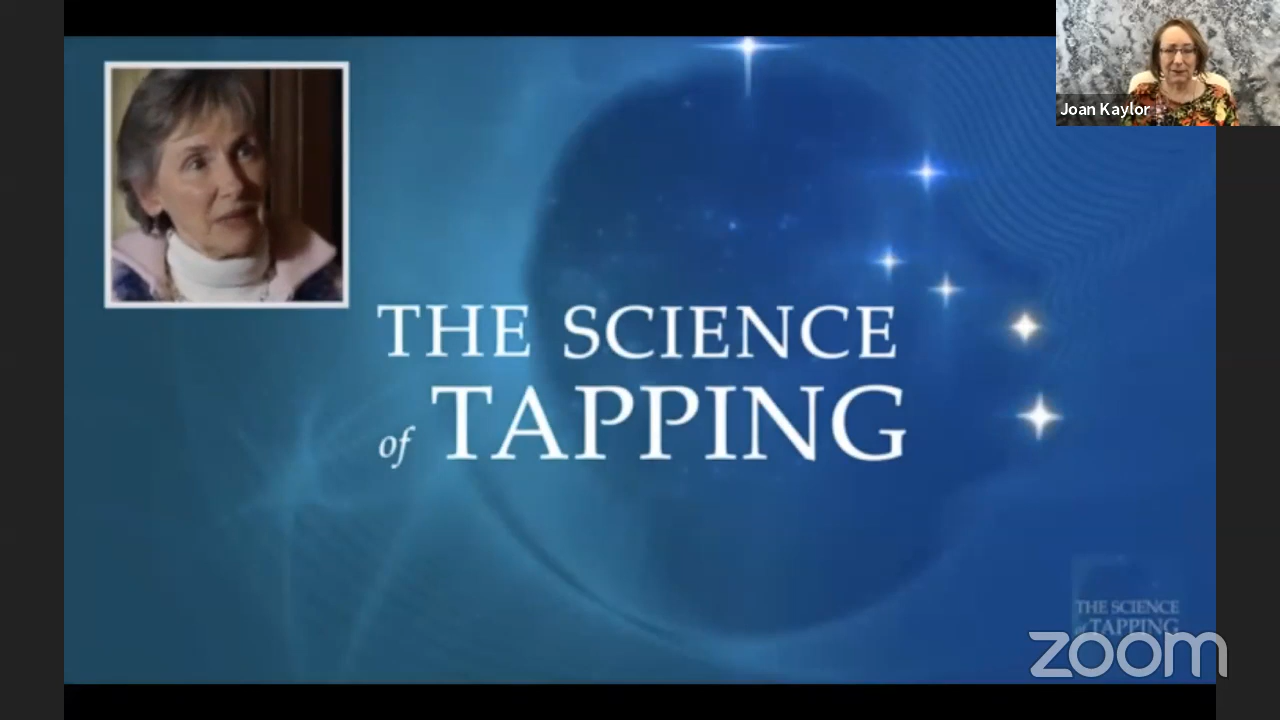 Joan Kaylor
THE SCIENCE
of TAPPING
THE SCIENCE
of TAPPING
zoom